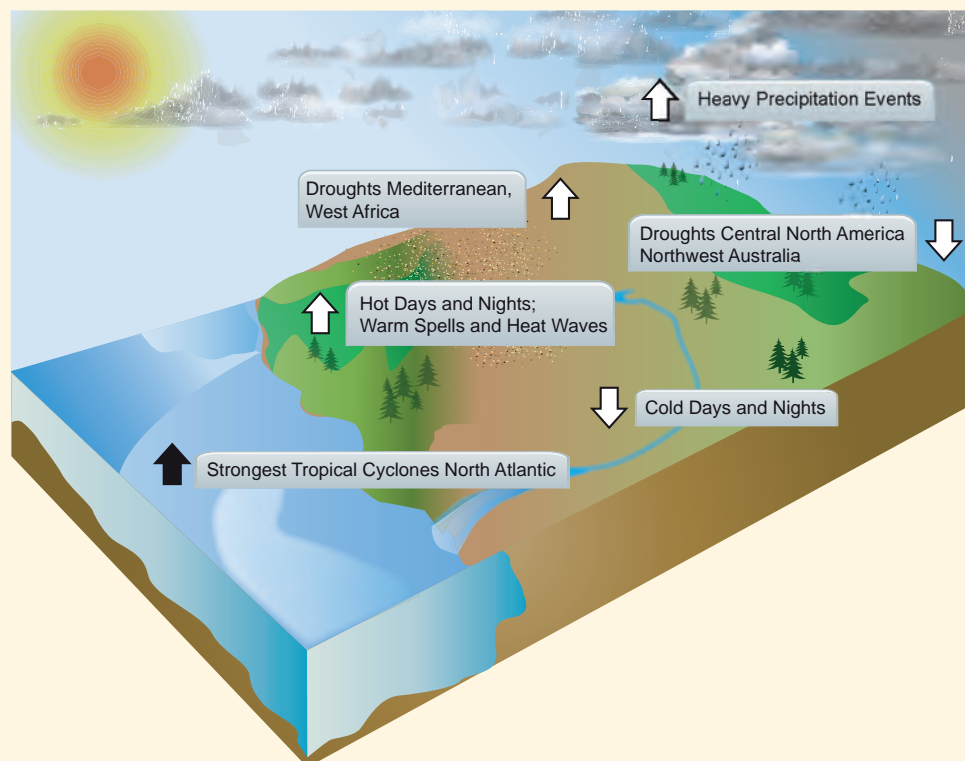 Heavy Precipitation Events
Droughts Mediterranean,
West Africa
Droughts Central North America
Northwest Australia
Hot Days and Nights;
Warm Spells and Heat Waves
Cold Days and Nights
Strongest Tropical Cyclones North Atlantic